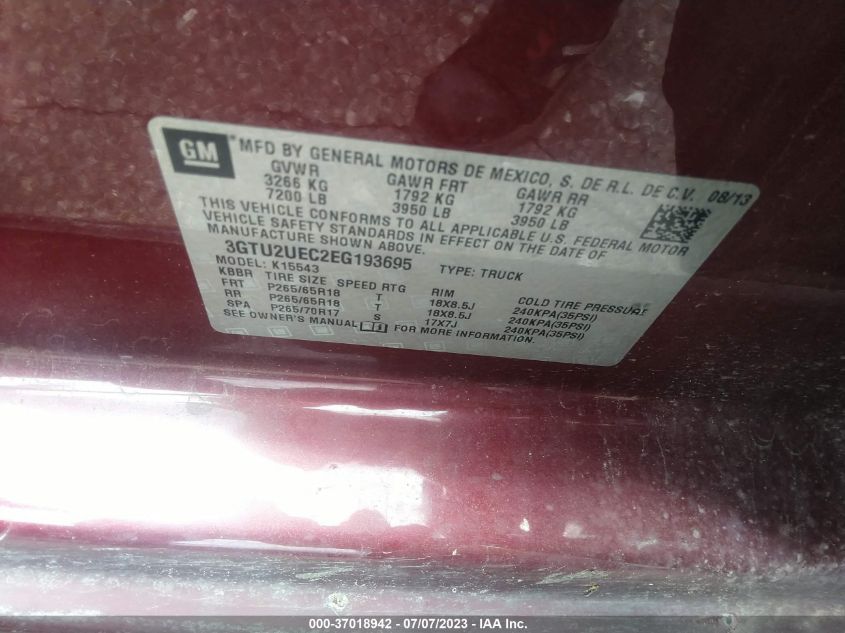 GM MFD BY GENERAL MOTORS DE MEXICO, S. DE R.L. DE C.V. 08/13
GVWR GAWR FRT GAWR RR
3266 KG 1792 KG 1792 KG
7200 LB 3950 LB 3950 LB
THIS VEHICLE CONFORMS TO ALL APPLICABLE U.S. FEDERAL MOTOR
VEHICLE SAFETY STANDARDS IN EFFECT ON THE DATE OF
MANUFACTURE SHOWN ABOVE.
3GTU2UEC2EG193695 TYPE: TRUCK
MODEL: K15543
KBBR TIRE SIZE SPEED RTG RIM COLD TIRE PRESSURE
FRT P265/65R18 T 18X8.5J 240KPA(35PSI)
RR P265/65R18 T 18X8.5J 240KPA(35PSI)
SPA P265/70R17 S 17X7J 240KPA(35PSI)
SEE OWNER'S MANUAL FOR MORE INFORMATION.
000-37018942 / 07/07/2023 - IAA Inc.